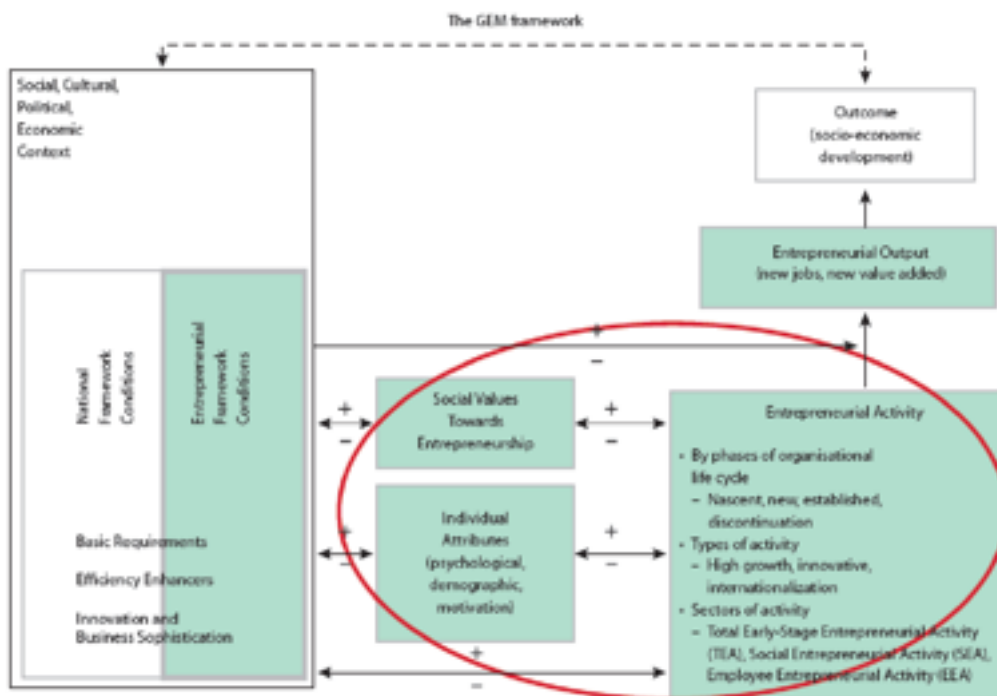 The GEM framework
Social, Cultural,
Political,
Economic
Context
Outcome
(socio-economic
development)
Entrepreneurial Output
(new jobs, new value added)
National
Framework
Conditions
Entrepreneurial
Framework
Conditions
Basic Requirements
Efficiency Enhancers
Innovation and
Business Sophistication
+
–
+
–
Social Values
Towards
Entrepreneurship
+
–
+
–
Individual
Attributes
(psychological,
demographic,
motivation)
+
–
+
–
Entrepreneurial Activity
• By phases of organisational
life cycle
– Nascent, new, established,
discontinuation
• Types of activity
– High growth, innovative,
internationalization
• Sectors of activity
– Total Early-Stage Entrepreneurial Activity
(TEA), Social Entrepreneurial Activity (SEA),
Employee Entrepreneurial Activity (EEA)